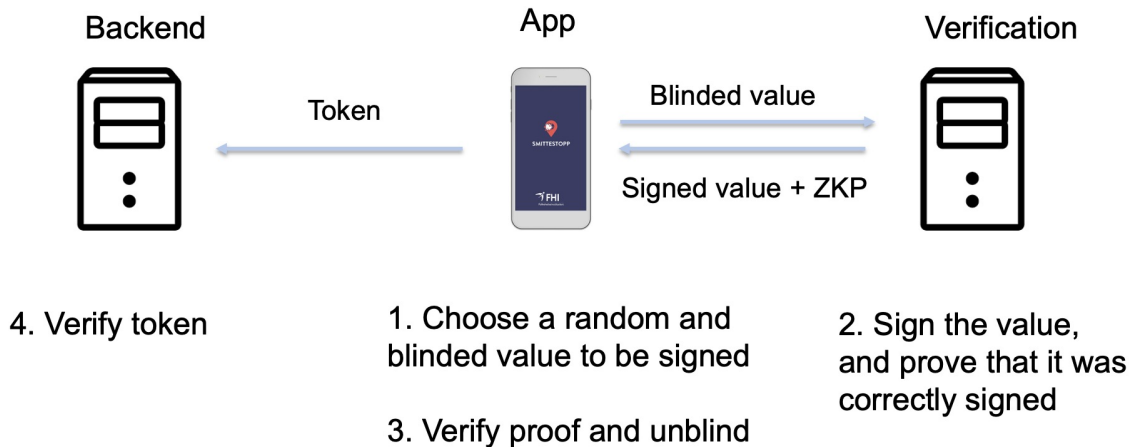 Backend
App
Verification
Token
Blinded value
Signed value + ZKP
SMITTESTOPP
FHI
4. Verify token
1. Choose a random and
blinded value to be signed
3. Verify proof and unblind
2. Sign the value,
and prove that it was
correctly signed